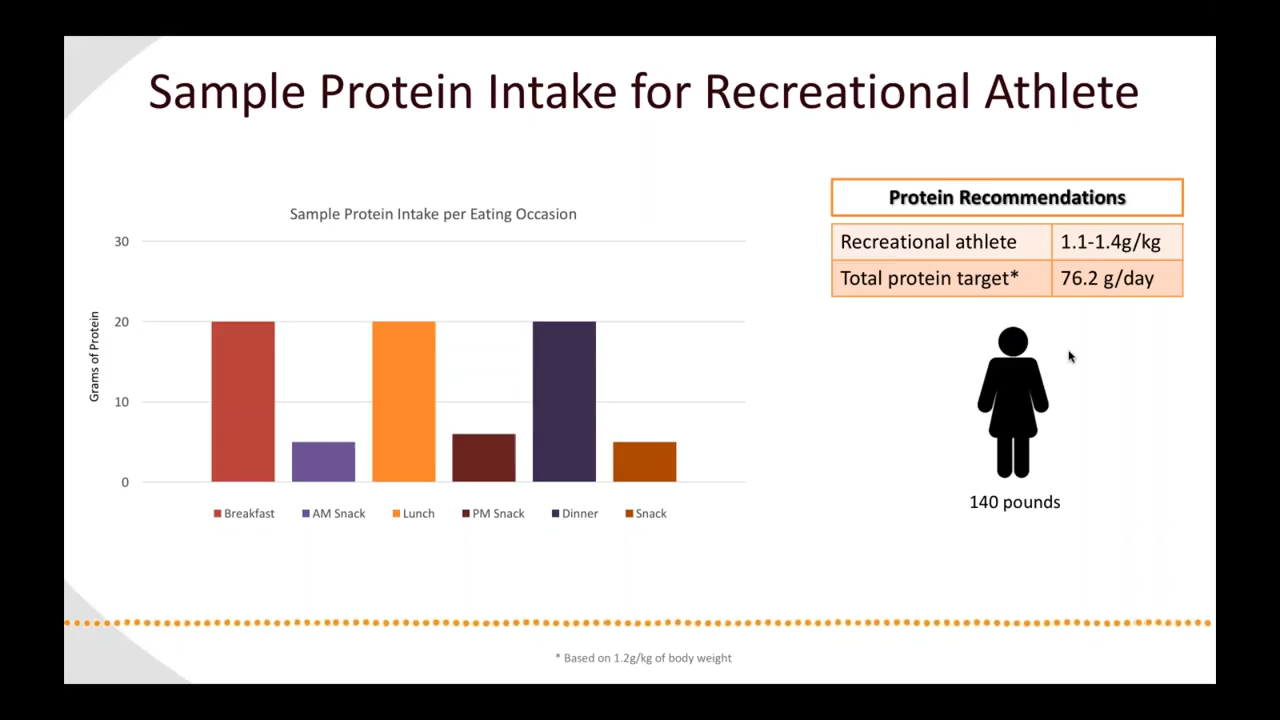 Sample Protein Intake for Recreational Athlete
Sample Protein Intake per Eating Occasion
30
20
10
0
Grams of Protein
Breakfast AM Snack Lunch PM Snack Dinner Snack
Protein Recommendations
Recreational athlete 1.1-1.4g/kg
Total protein target* 76.2 g/day
140 pounds
* Based on 1.2g/kg of body weight